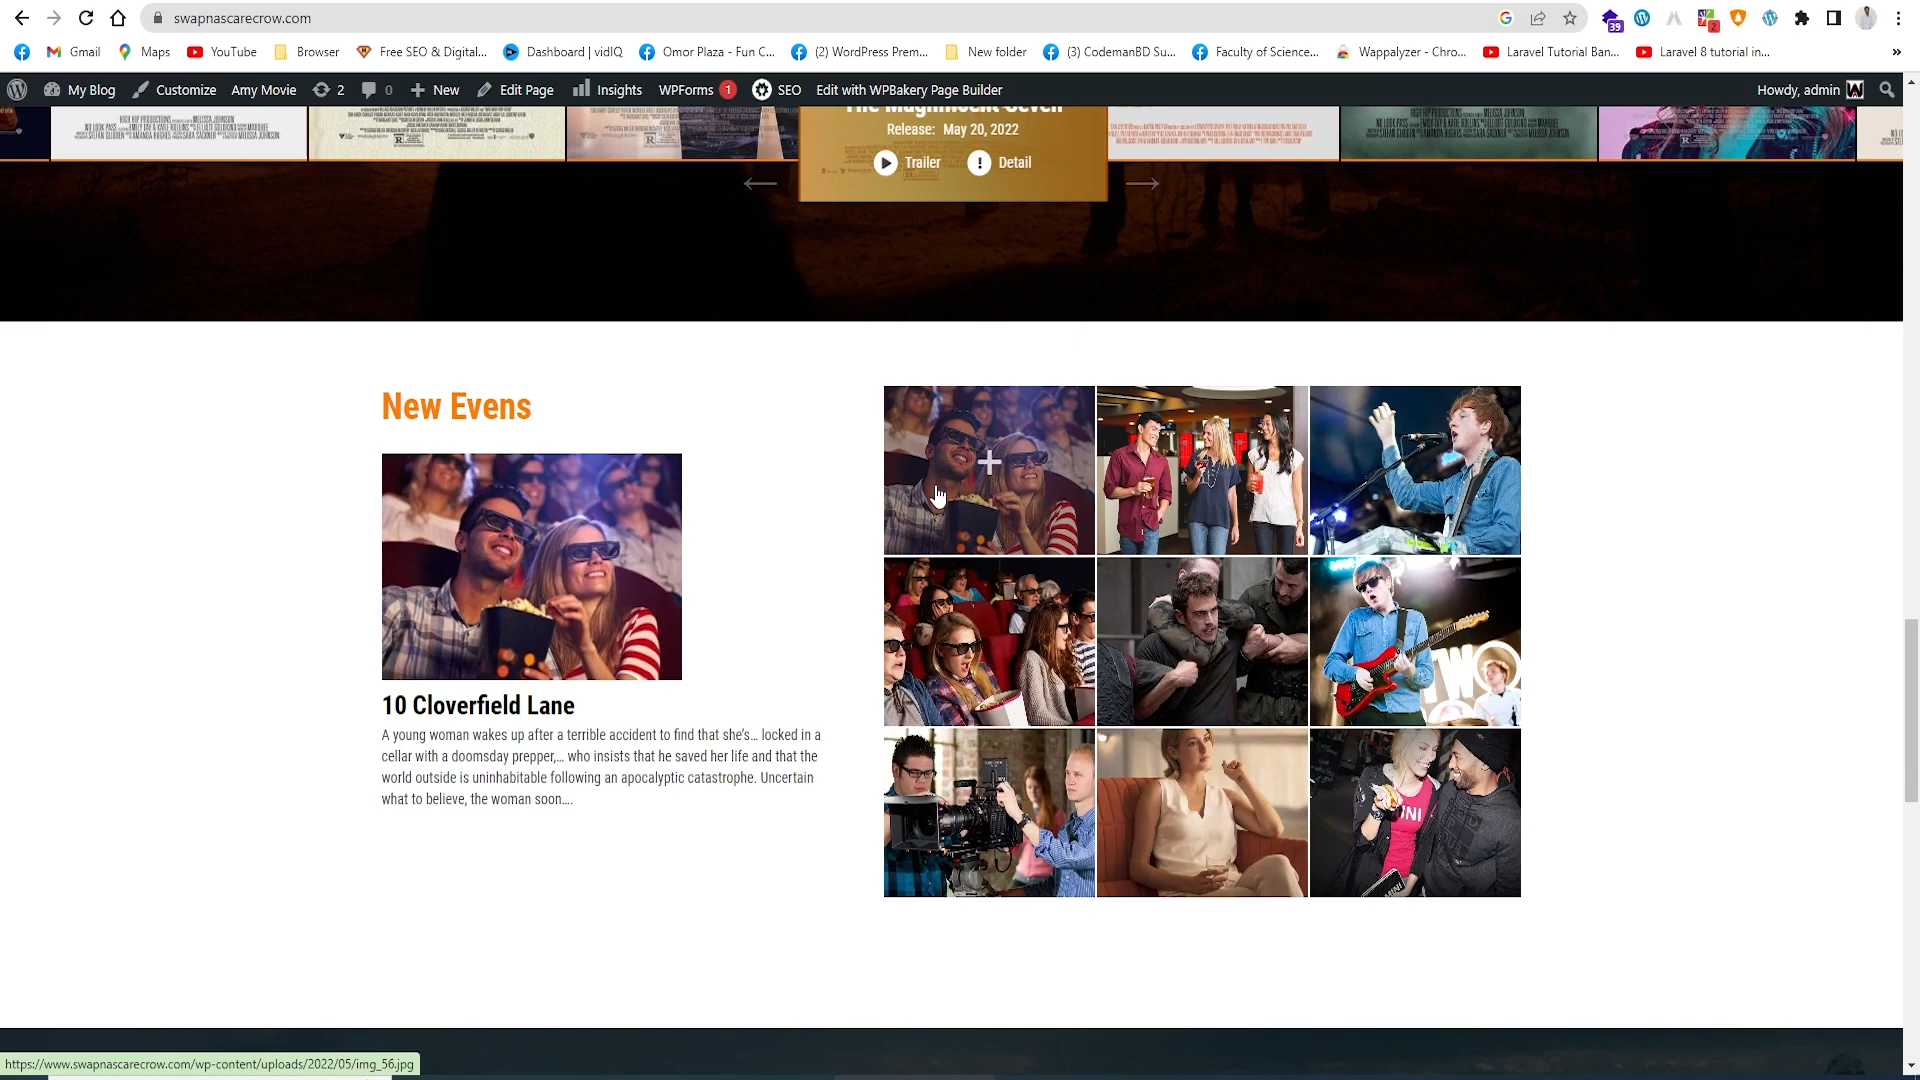 swapnascarecrow.com
39
2
Gmail
Maps
YouTube
Browser
Free SEO & Digital...
Dashboard | vidIQ
Omor Plaza - Fun C...
(2) WordPress Prem...
New folder
(3) CodemanBD Su...
Faculty of Science...
Wappalyzer - Chro...
Laravel Tutorial Ban...
Laravel 8 tutorial in...
»
My Blog
Customize
Amy Movie
2
0
New
Edit Page
Insights
WPForms 1
SEO
Edit with WPBakery Page Builder
Howdy, admin
The Magnificent Seven
Release: May 20, 2022
Trailer
Detail
New Evens
10 Cloverfield Lane
A young woman wakes up after a terrible accident to find that she's... locked in a
cellar with a doomsday prepper,... who insists that he saved her life and that the
world outside is uninhabitable following an apocalyptic catastrophe. Uncertain
what to believe, the woman soon....
TWO
MINI
https://www.swapnascarecrow.com/wp-content/uploads/2022/05/img_56.jpg